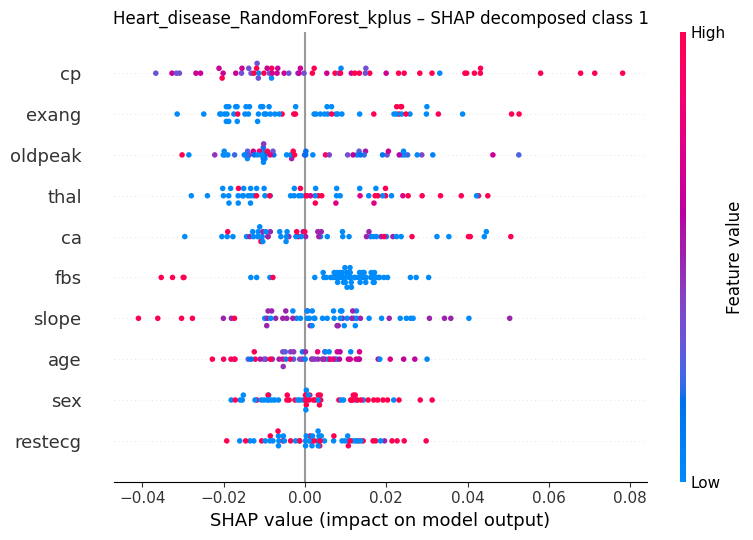 Heart_disease_RandomForest_kplus – SHAP decomposed class 1
High
cp
exang
oldpeak
thal
ca
fbs
slope
age
sex
restecg
Feature value
Low
−0.04 −0.02 0.00 0.02 0.04 0.06 0.08
SHAP value (impact on model output)